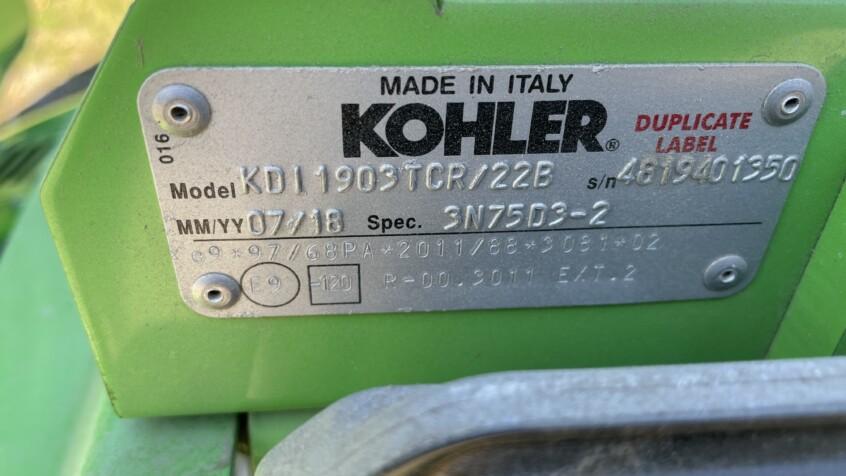 MADE IN ITALY
KOHLER®
DUPLICATE
LABEL
016
Model KDI1903TCR/22B s/n 4819401350
MM/YY 07/18 Spec. 3N75D3-2
e9*97/68PA*2011/88*3081*02
E9 -120 R-00.3011 EXT.2